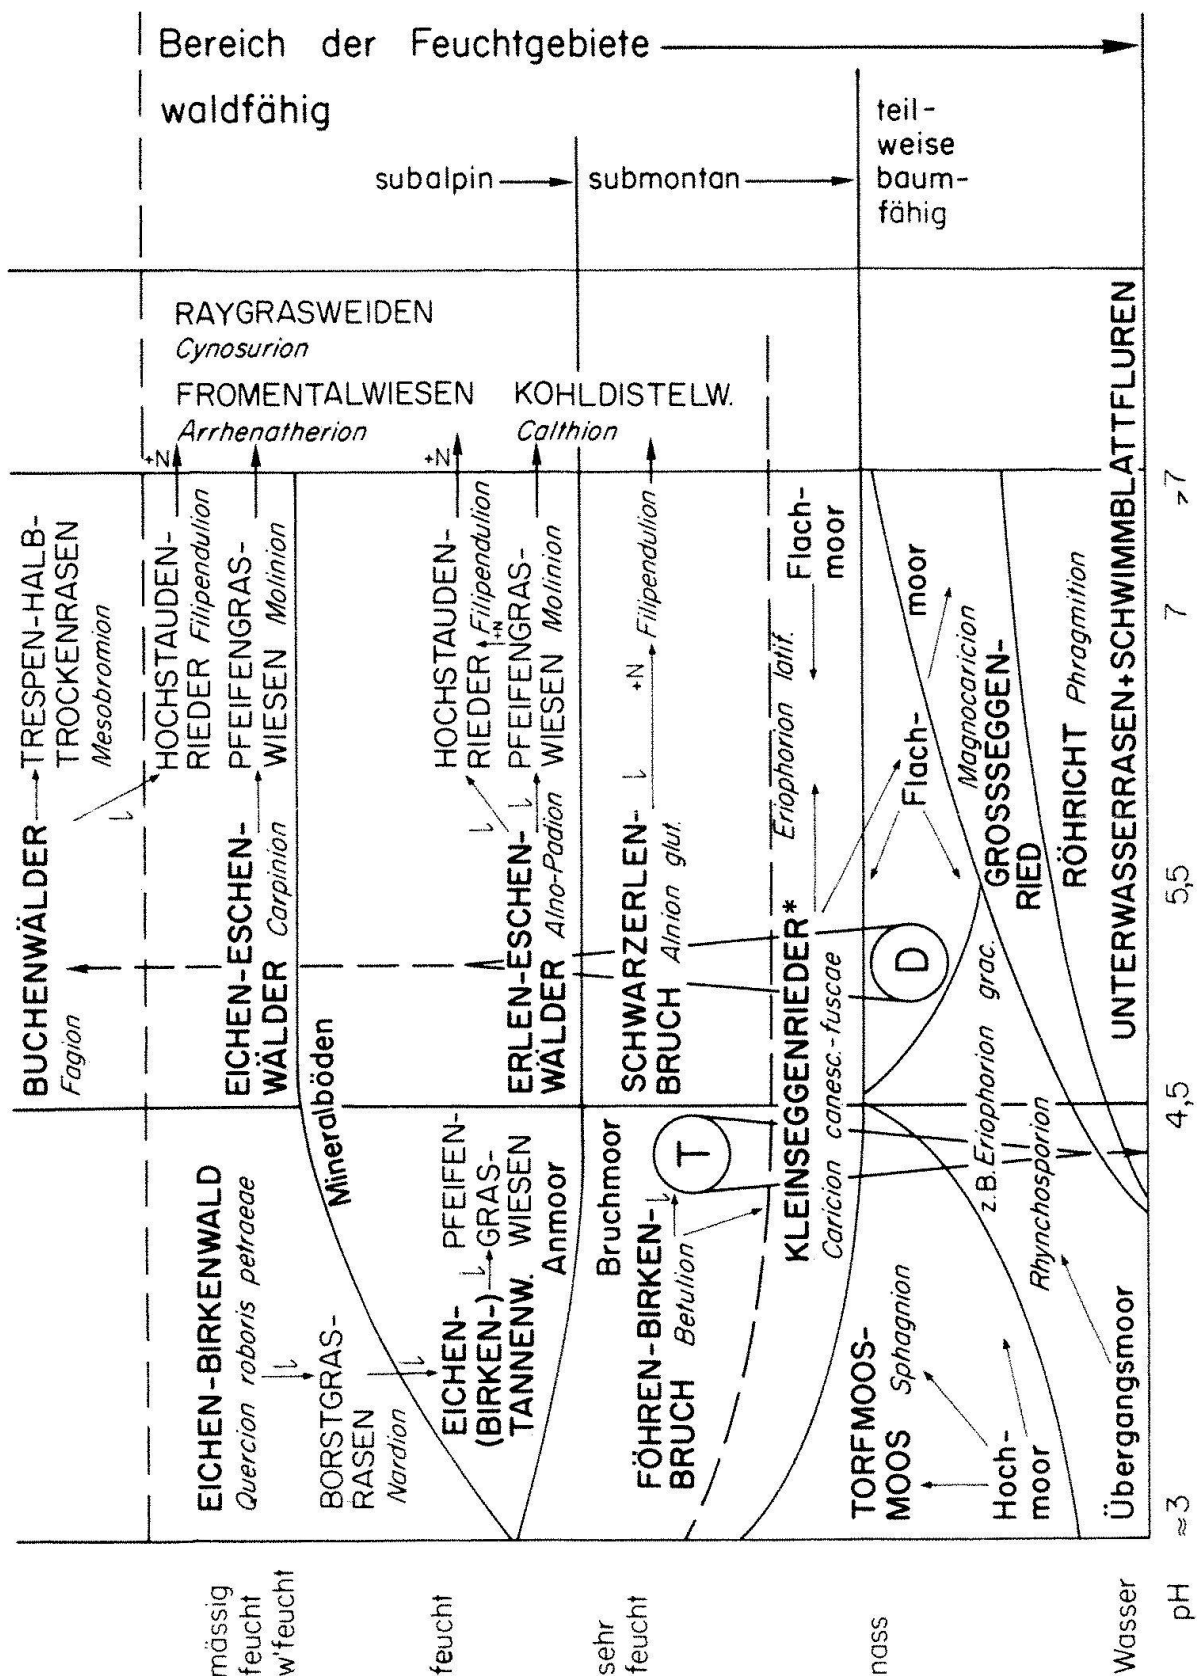 Bereich der Feuchtgebiete
waldfähig
subalpin
submontan
teil-
weise
baum-
fähig
RAYGRASWEIDEN
Cynosurion
FROMENTALWIESEN
Arrhenatherion
KOHLDISTELW.
Calthion
+N
+N
TRESPEN-HALB-
TROCKENRASEN
Mesobromion
HOCHSTAUDEN-
RIEDER Filipendulion
PFEIFENGRAS-
WIESEN Molinion
HOCHSTAUDEN-
RIEDER Filipendulion
+N
PFEIFENGRAS-
WIESEN Molinion
+N Filipendulion
Eriophorion latif.
Flach-
moor
BUCHENWÄLDER
Fagion
l
EICHEN-ESCHEN-
WÄLDER Carpinion
Mineralböden
l
ERLEN-ESCHEN-
WÄLDER Alno-Padion
l
SCHWARZERLEN-
BRUCH Alnion glut.
l
KLEINSEGGENRIEDER*
Caricion canesc.-fuscae
D
Flach-
moor
Magnocaricion
GROSSSEGGEN-
RIED
RÖHRICHT Phragmition
UNTERWASSERRASEN+SCHWIMMBLATTFLUREN
EICHEN-BIRKENWALD
Quercion roboris petraeae
l
BORSTGRAS-
RASEN
Nardion
l
EICHEN-
(BIRKEN-)
TANNENW.
l
PFEIFEN-
GRAS-
WIESEN
Anmoor
Bruchmoor
FÖHREN-BIRKEN-
BRUCH Betulion
l
T
TORFMOOS-
MOOS Sphagnion
Hoch-
moor
z.B. Eriophorion grac.
Rhynchosporion
Übergangsmoor
mässig
feucht
w'feucht
feucht
sehr
feucht
nass
Wasser
pH
≈3
4,5
5,5
7
>7